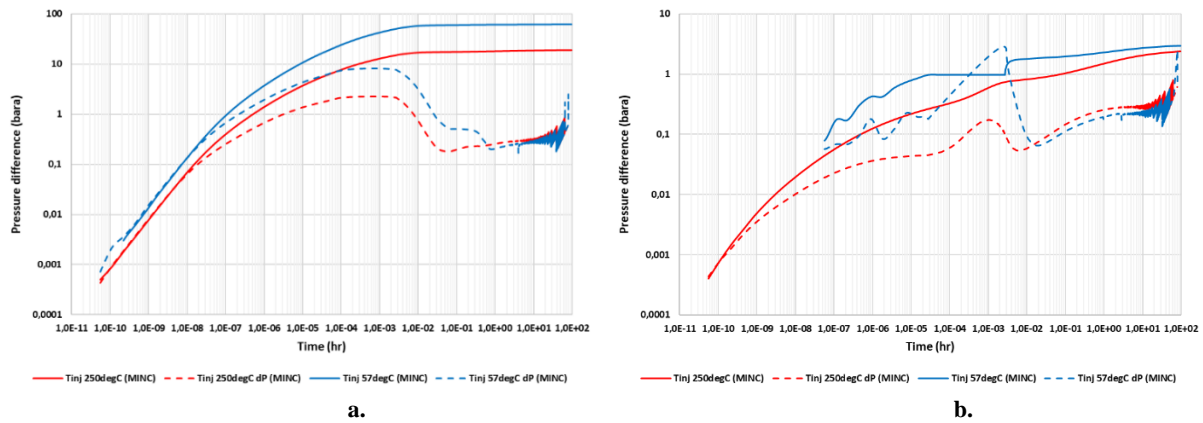 100
10
1
0,1
0,01
0,001
0,0001
Pressure difference (bara)
1,0E-11 1,0E-10 1,0E-09 1,0E-08 1,0E-07 1,0E-06 1,0E-05 1,0E-04 1,0E-03 1,0E-02 1,0E-01 1,0E+00 1,0E+01 1,0E+02
Time (hr)
Tinj 250degC (MINC) Tinj 250degC dP (MINC) Tinj 57degC (MINC) Tinj 57degC dP (MINC)
a.
10
1
0,1
0,01
0,001
0,0001
Pressure difference (bara)
1,0E-11 1,0E-10 1,0E-09 1,0E-08 1,0E-07 1,0E-06 1,0E-05 1,0E-04 1,0E-03 1,0E-02 1,0E-01 1,0E+00 1,0E+01 1,0E+02
Time (hr)
Tinj 250degC (MINC) Tinj 250degC dP (MINC) Tinj 57degC (MINC) Tinj 57degC dP (MINC)
b.